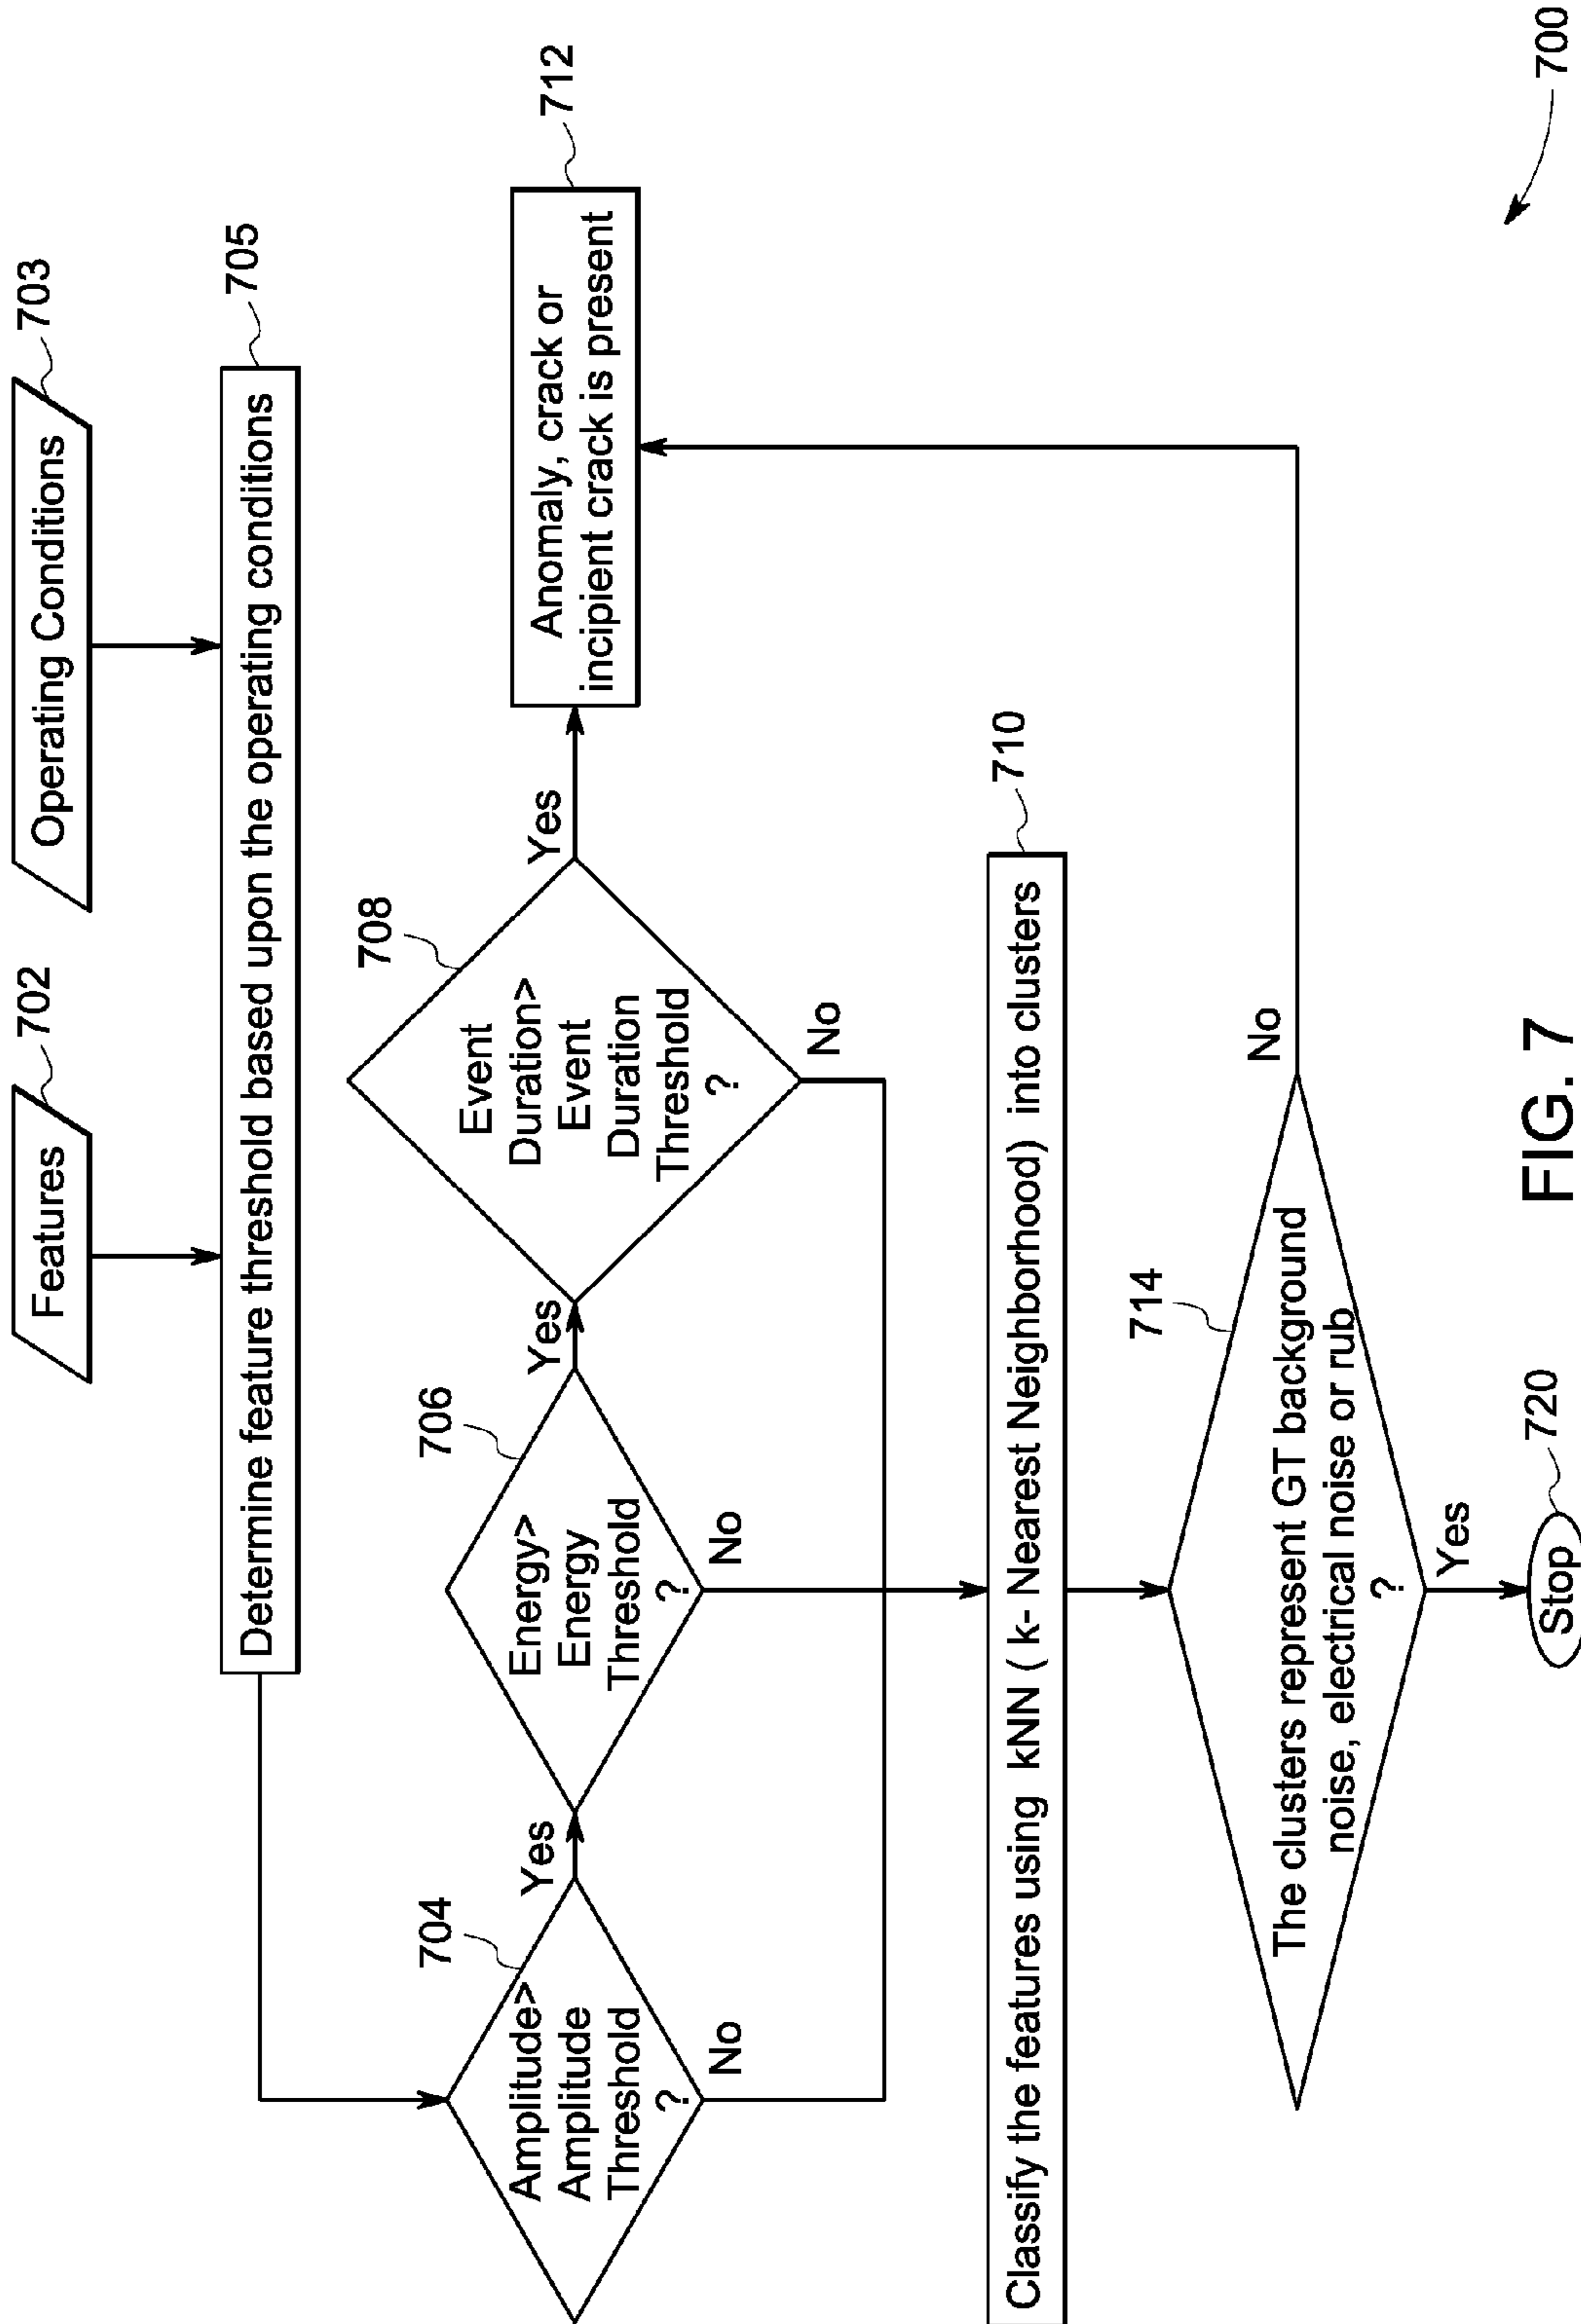 702
703
Features
Operating Conditions
705
Determine feature threshold based upon the operating conditions
704
706
708
712
Amplitude>
Amplitude
Threshold
?
Yes
No
Energy>
Energy
Threshold
?
Yes
No
Event
Duration>
Event
Duration
Threshold
?
Yes
No
Anomaly, crack or
incipient crack is present
710
Classify the features using kNN ( k- Nearest Neighborhood) into clusters
714
The clusters represent GT background
noise, electrical noise or rub
?
No
Yes
720
Stop
FIG. 7
700